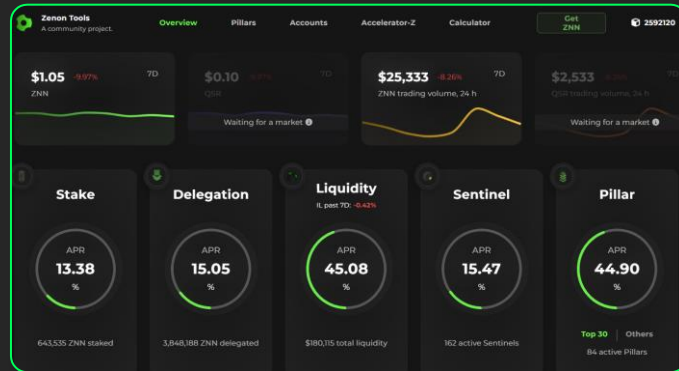 Zenon Tools
A community project.
Overview
Pillars
Accounts
Accelerator-Z
Calculator
Get
ZNN
2592120
$1.05 -9.97% 7D
ZNN
$0.10 7D
QSR
Waiting for a market
$25,333 -8.26% 7D
ZNN trading volume, 24 h
$2,533 7D
QSR trading volume, 24 h
Waiting for a market
Stake
APR
13.38
%
643,535 ZNN staked
Delegation
APR
15.05
%
3,848,188 ZNN delegated
Liquidity
IL past 7D: -0.42%
APR
45.08
%
$180,115 total liquidity
Sentinel
APR
15.47
%
162 active Sentinels
Pillar
APR
44.90
%
Top 30 | Others
84 active Pillars